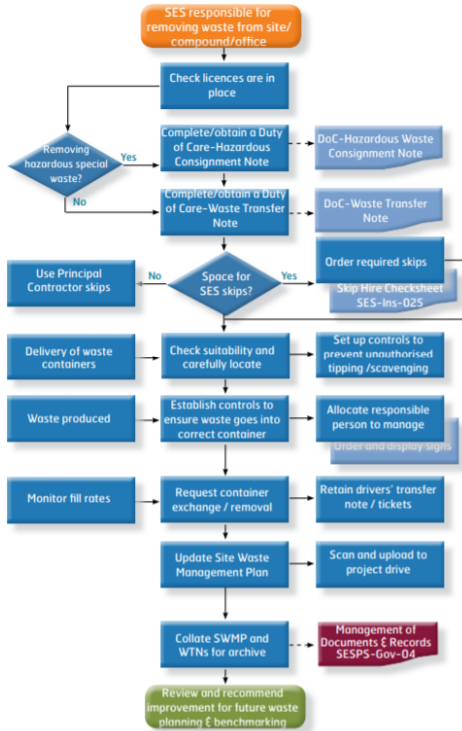 SES responsible for
removing waste from site/
compound/office
Check licences are in
place
Removing
hazardous special
waste?
Yes
No
Complete/obtain a Duty
of Care-Hazardous
Consignment Note
DoC-Hazardous Waste
Consignment Note
Complete/obtain a Duty
of Care-Waste Transfer
Note
DoC-Waste Transfer
Note
Use Principal
Contractor skips
No
Space for
SES skips?
Yes
Order required skips
Skip Hire Checksheet
SES-Ins-025
Delivery of waste
containers
Check suitability and
carefully locate
Set up controls to
prevent unauthorised
tipping /scavenging
Waste produced
Establish controls to
ensure waste goes into
correct container
Allocate responsible
person to manage
Order and display signs
Monitor fill rates
Request container
exchange / removal
Retain drivers' transfer
note / tickets
Update Site Waste
Management Plan
Scan and upload to
project drive
Collate SWMP and
WTNs for archive
Management of
Documents & Records
SESPS-Gov-04
Review and recommend
improvement for future waste
planning & benchmarking